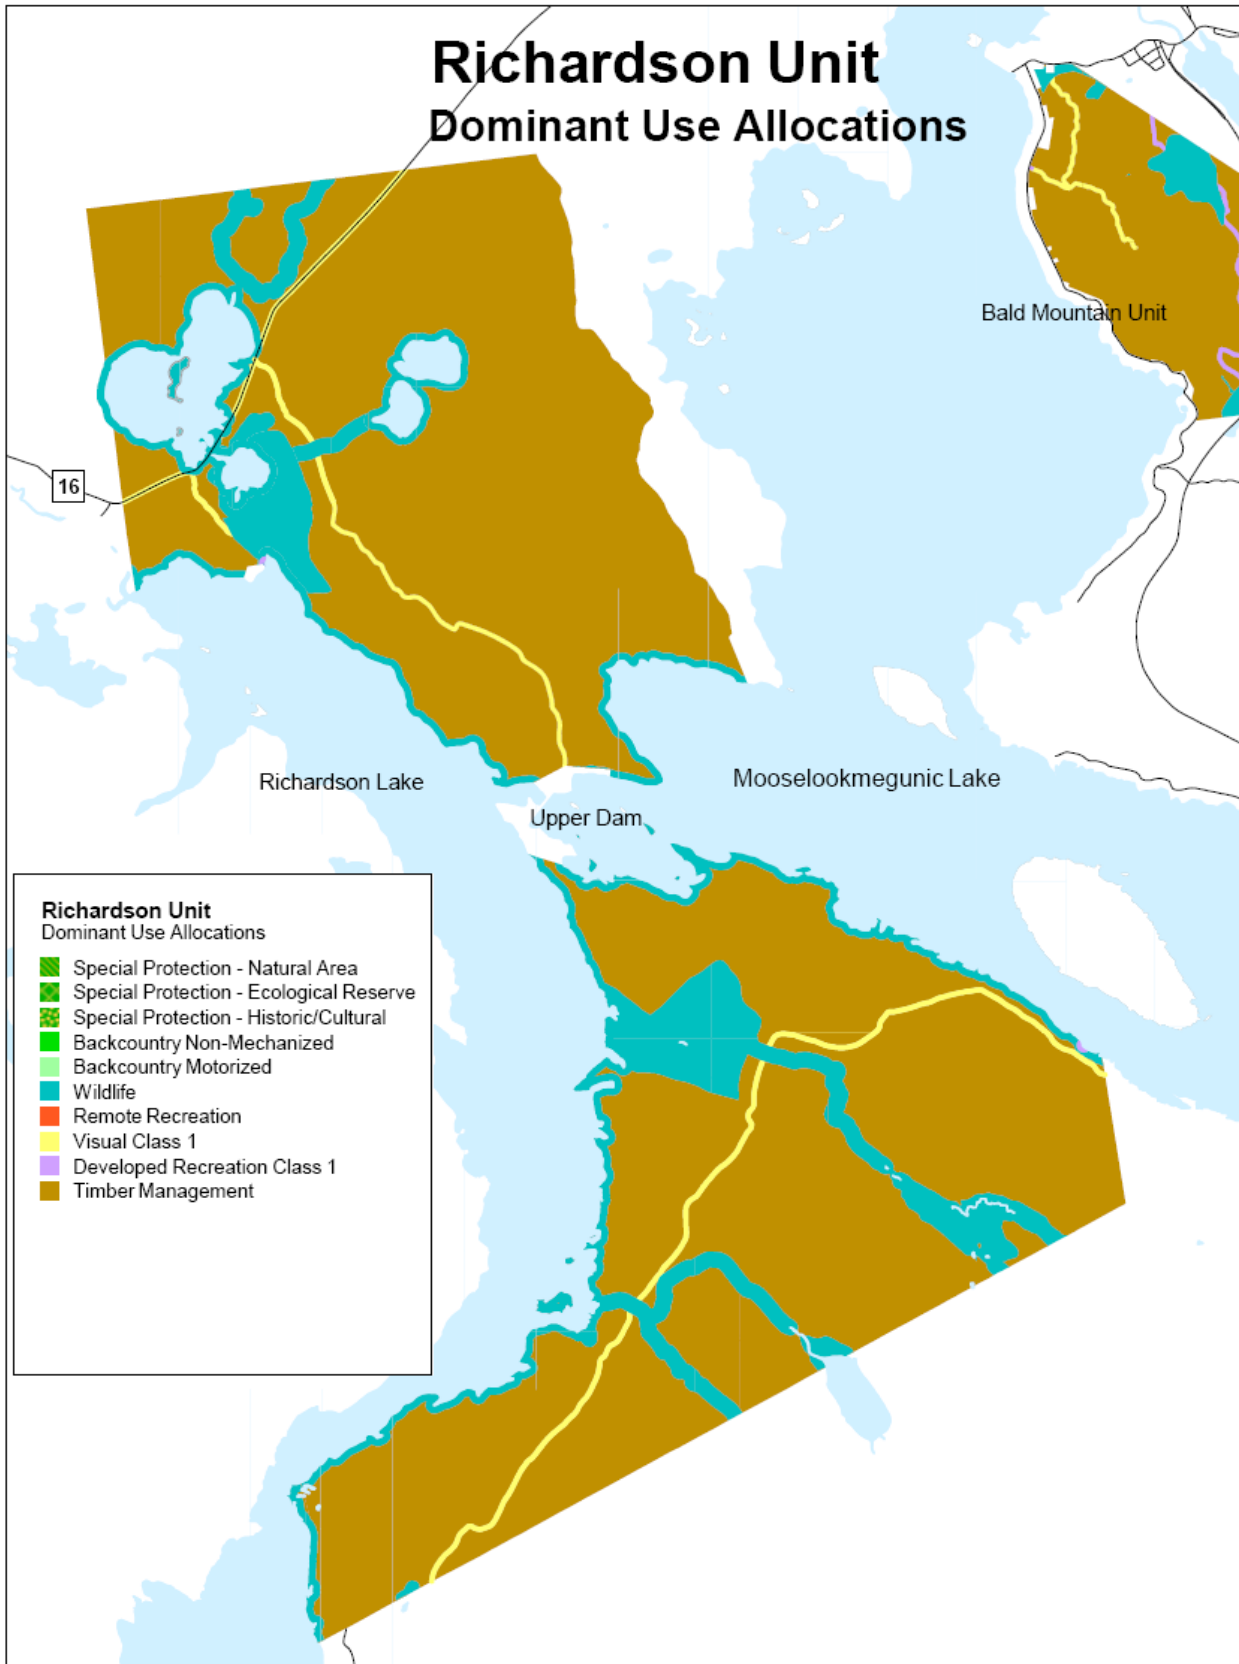 Richardson Unit
Dominant Use Allocations
Bald Mountain Unit
16
Richardson Lake
Mooselookmegunic Lake
Upper Dam
Richardson Unit
Dominant Use Allocations
Special Protection - Natural Area
Special Protection - Ecological Reserve
Special Protection - Historic/Cultural
Backcountry Non-Mechanized
Backcountry Motorized
Wildlife
Remote Recreation
Visual Class 1
Developed Recreation Class 1
Timber Management